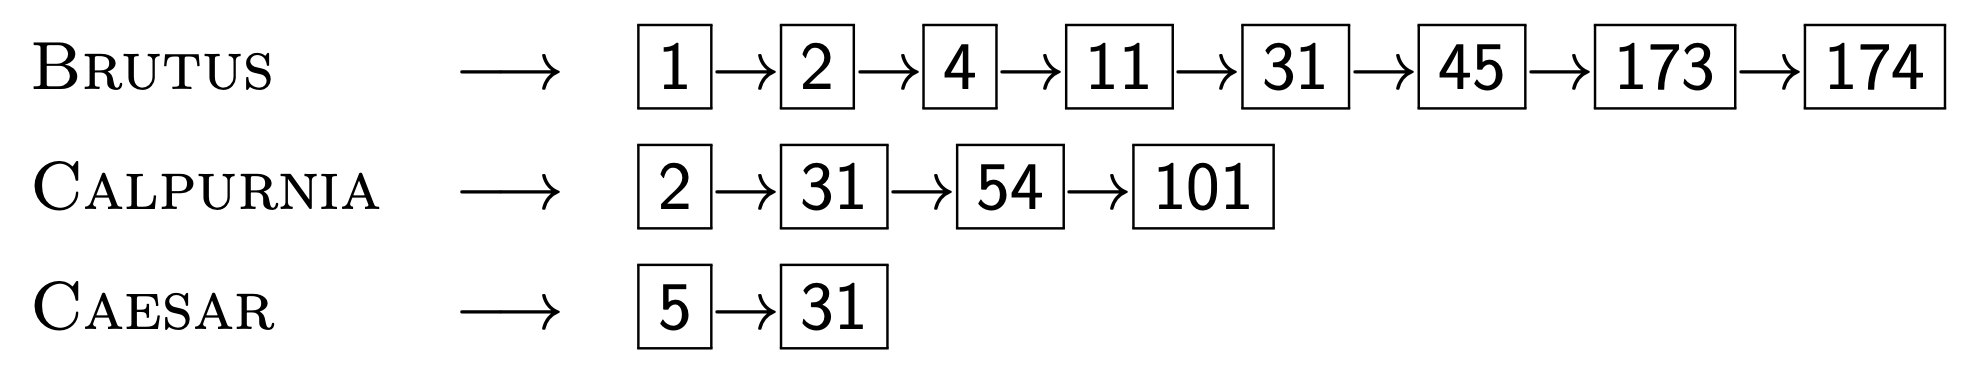 BRUTUS → 1 → 2 → 4 → 11 → 31 → 45 → 173 → 174
CALPURNIA → 2 → 31 → 54 → 101
CAESAR → 5 → 31